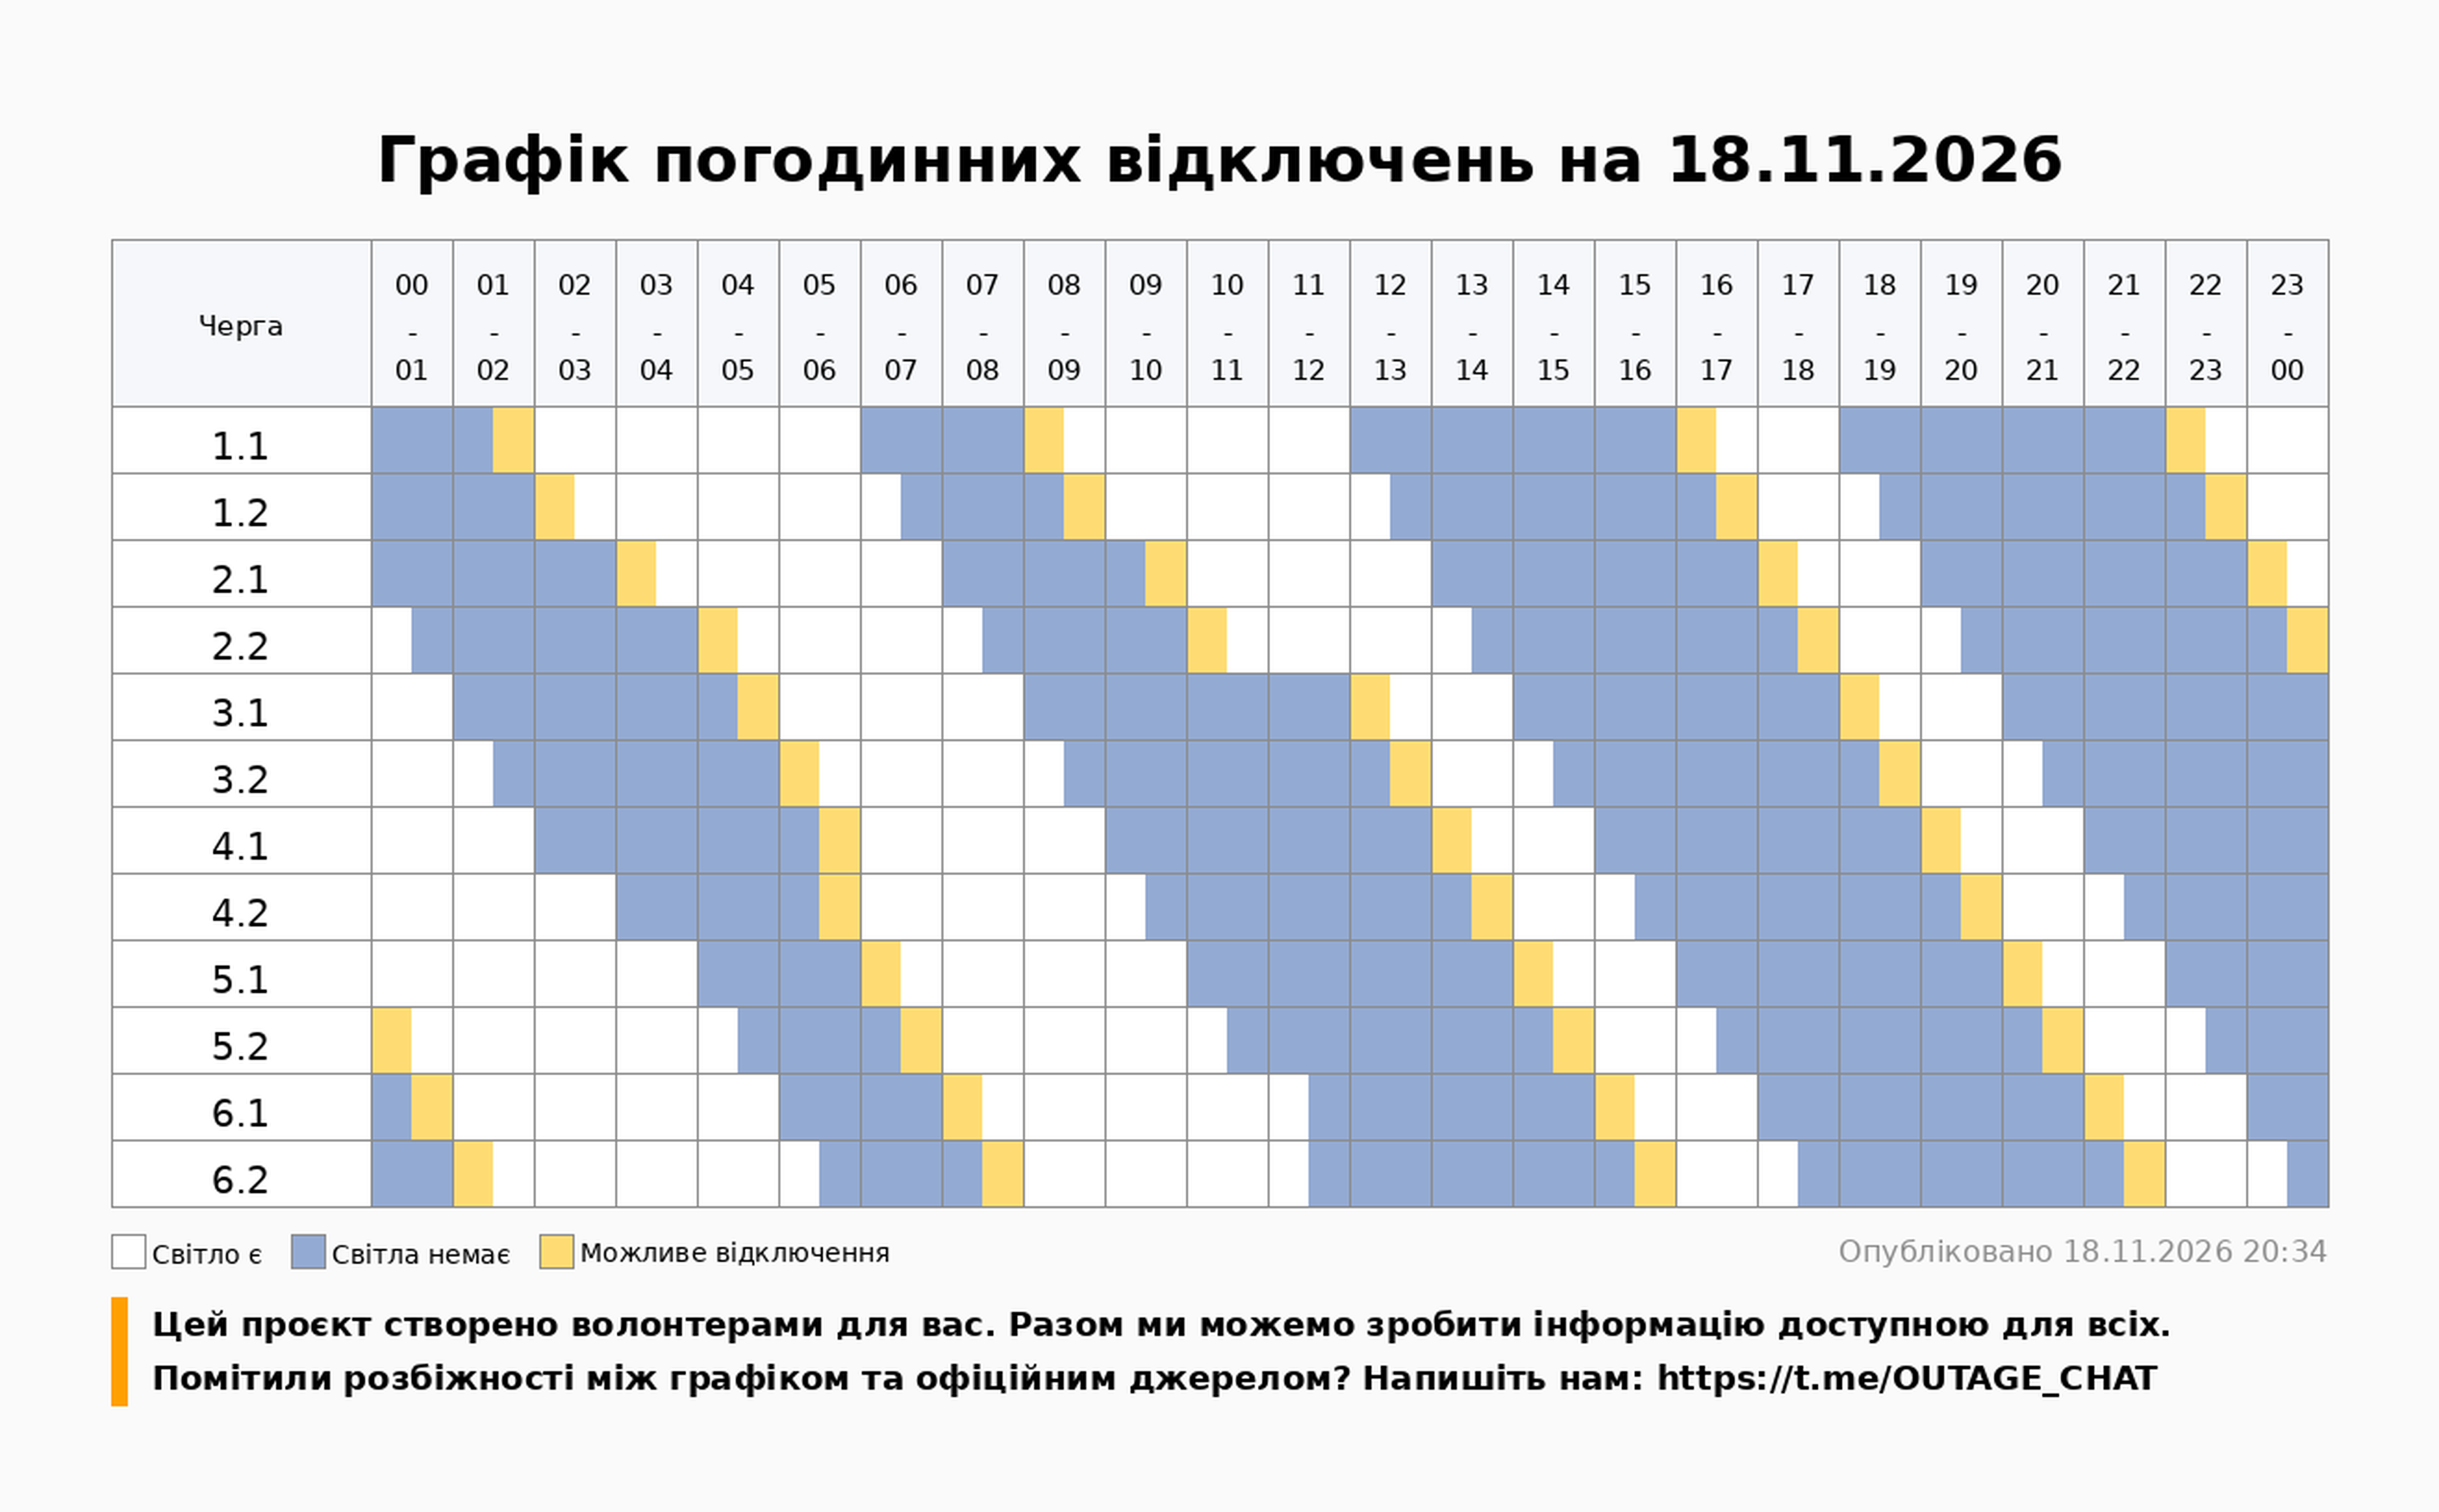 Графік погодинних відключень на 18.11.2026
Черга 00 - 01 01 - 02 02 - 03 03 - 04 04 - 05 05 - 06 06 - 07 07 - 08 08 - 09 09 - 10 10 - 11 11 - 12 12 - 13 13 - 14 14 - 15 15 - 16 16 - 17 17 - 18 18 - 19 19 - 20 20 - 21 21 - 22 22 - 23 23 - 00
1.1
1.2
2.1
2.2
3.1
3.2
4.1
4.2
5.1
5.2
6.1
6.2
Світло є Світла немає Можливе відключення Опубліковано 18.11.2026 20:34
Цей проєкт створено волонтерами для вас. Разом ми можемо зробити інформацію доступною для всіх.
Помітили розбіжності між графіком та офіційним джерелом? Напишіть нам: https://t.me/OUTAGE_CHAT